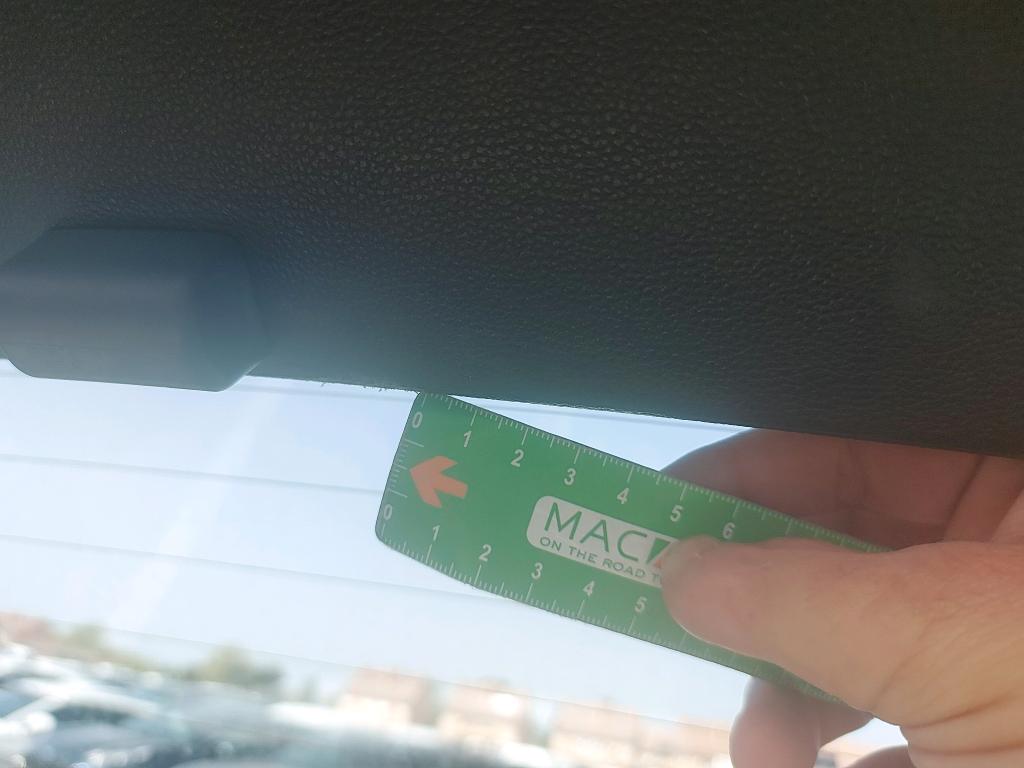 0 1 2 3 4 5 6
MAC
ON THE ROAD T
0 1 2 3 4 5